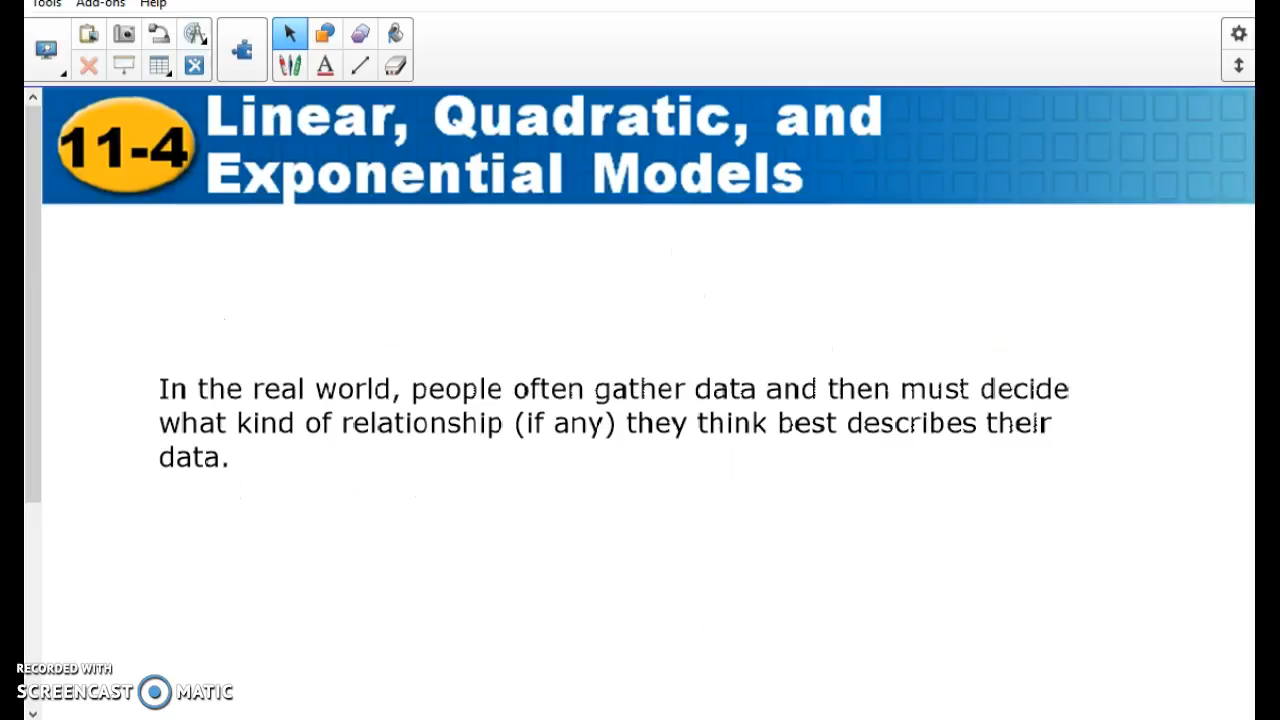 Tools Add-ons Help
11-4
Linear, Quadratic, and
Exponential Models
In the real world, people often gather data and then must decide
what kind of relationship (if any) they think best describes their
data.
RECORDED WITH
SCREENCAST MATIC